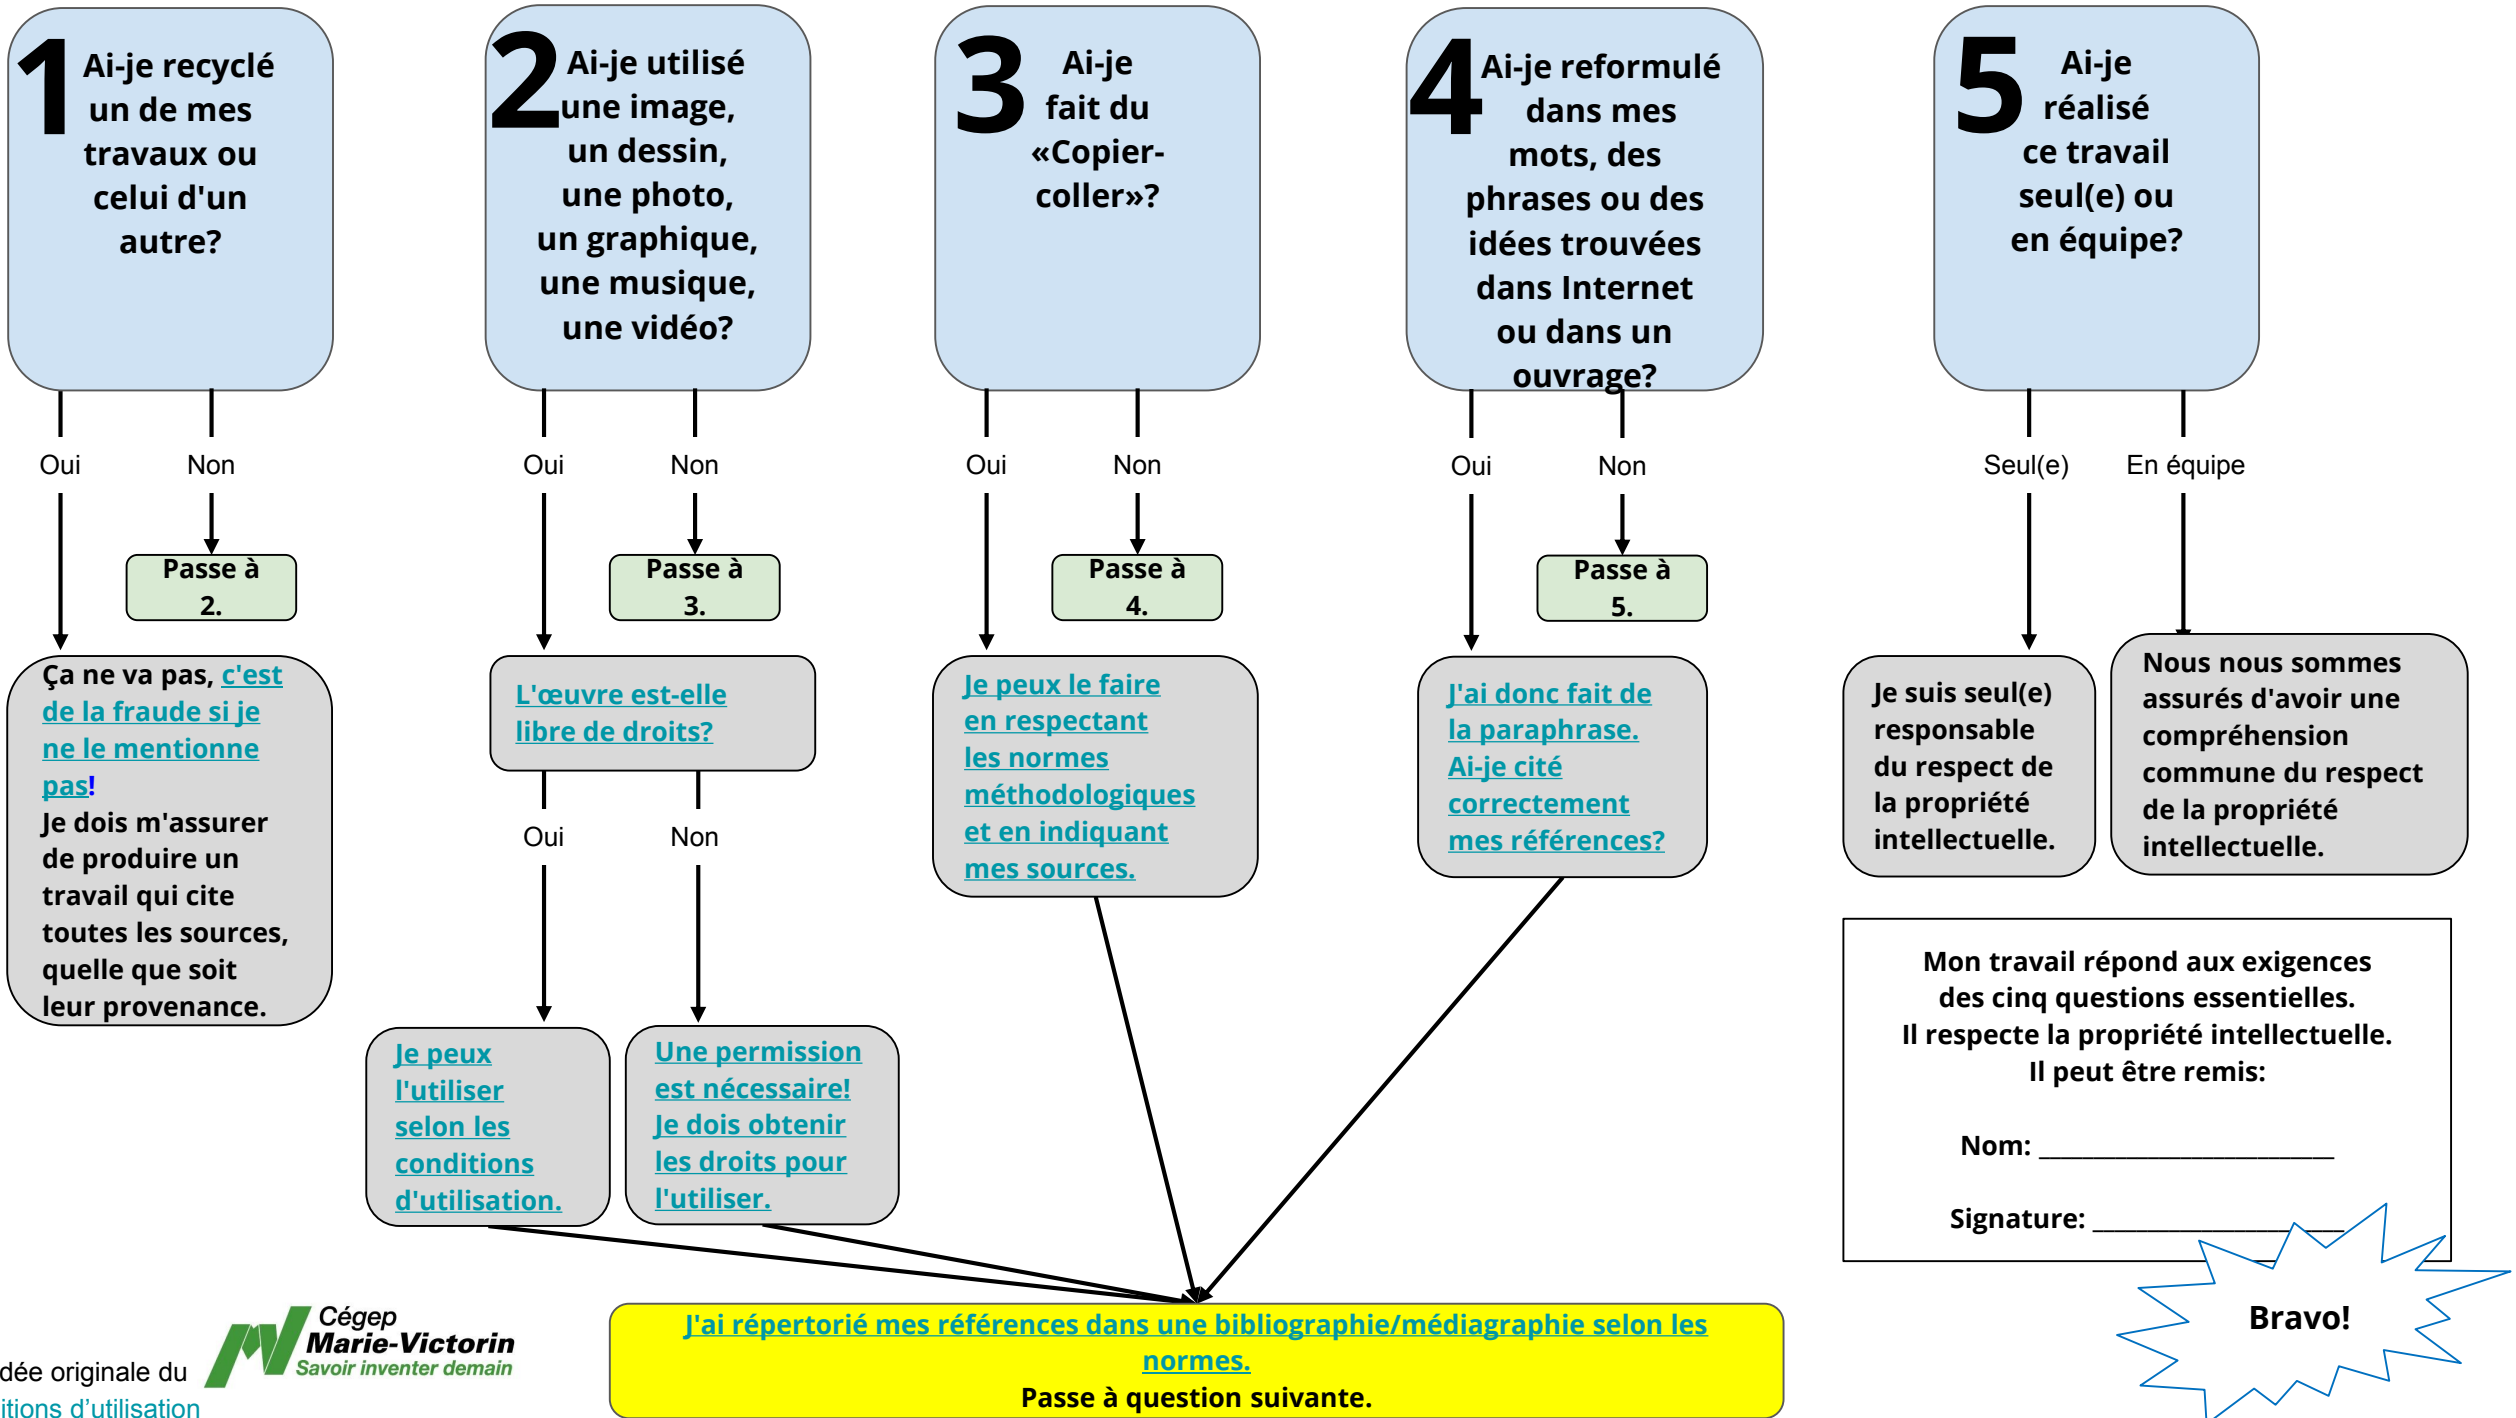 1
Ai-je recyclé
un de mes
travaux ou
celui d'un
autre?
Oui
Non
Passe à
2.
Ça ne va pas, c'est
de la fraude si je
ne le mentionne
pas!
Je dois m'assurer
de produire un
travail qui cite
toutes les sources,
quelle que soit
leur provenance.
2
Ai-je utilisé
une image,
un dessin,
une photo,
un graphique,
une musique,
une vidéo?
Oui
Non
Passe à
3.
L'œuvre est-elle
libre de droits?
Oui
Non
Je peux
l'utiliser
selon les
conditions
d'utilisation.
Une permission
est nécessaire!
Je dois obtenir
les droits pour
l'utiliser.
3
Ai-je
fait du
«Copier-
coller»?
Oui
Non
Passe à
4.
Je peux le faire
en respectant
les normes
méthodologiques
et en indiquant
mes sources.
4
Ai-je reformulé
dans mes
mots, des
phrases ou des
idées trouvées
dans Internet
ou dans un
ouvrage?
Oui
Non
Passe à
5.
J'ai donc fait de
la paraphrase.
Ai-je cité
correctement
mes références?
5
Ai-je
réalisé
ce travail
seul(e) ou
en équipe?
Seul(e)
En équipe
Je suis seul(e)
responsable
du respect de
la propriété
intellectuelle.
Nous nous sommes
assurés d'avoir une
compréhension
commune du respect
de la propriété
intellectuelle.
Mon travail répond aux exigences
des cinq questions essentielles.
Il respecte la propriété intellectuelle.
Il peut être remis:
Nom: ________________________
Signature: ____________________
Bravo!
J'ai répertorié mes références dans une bibliographie/médiagraphie selon les
normes.
Passe à question suivante.
dée originale du
itions d'utilisation
Cégep
Marie-Victorin
Savoir inventer demain